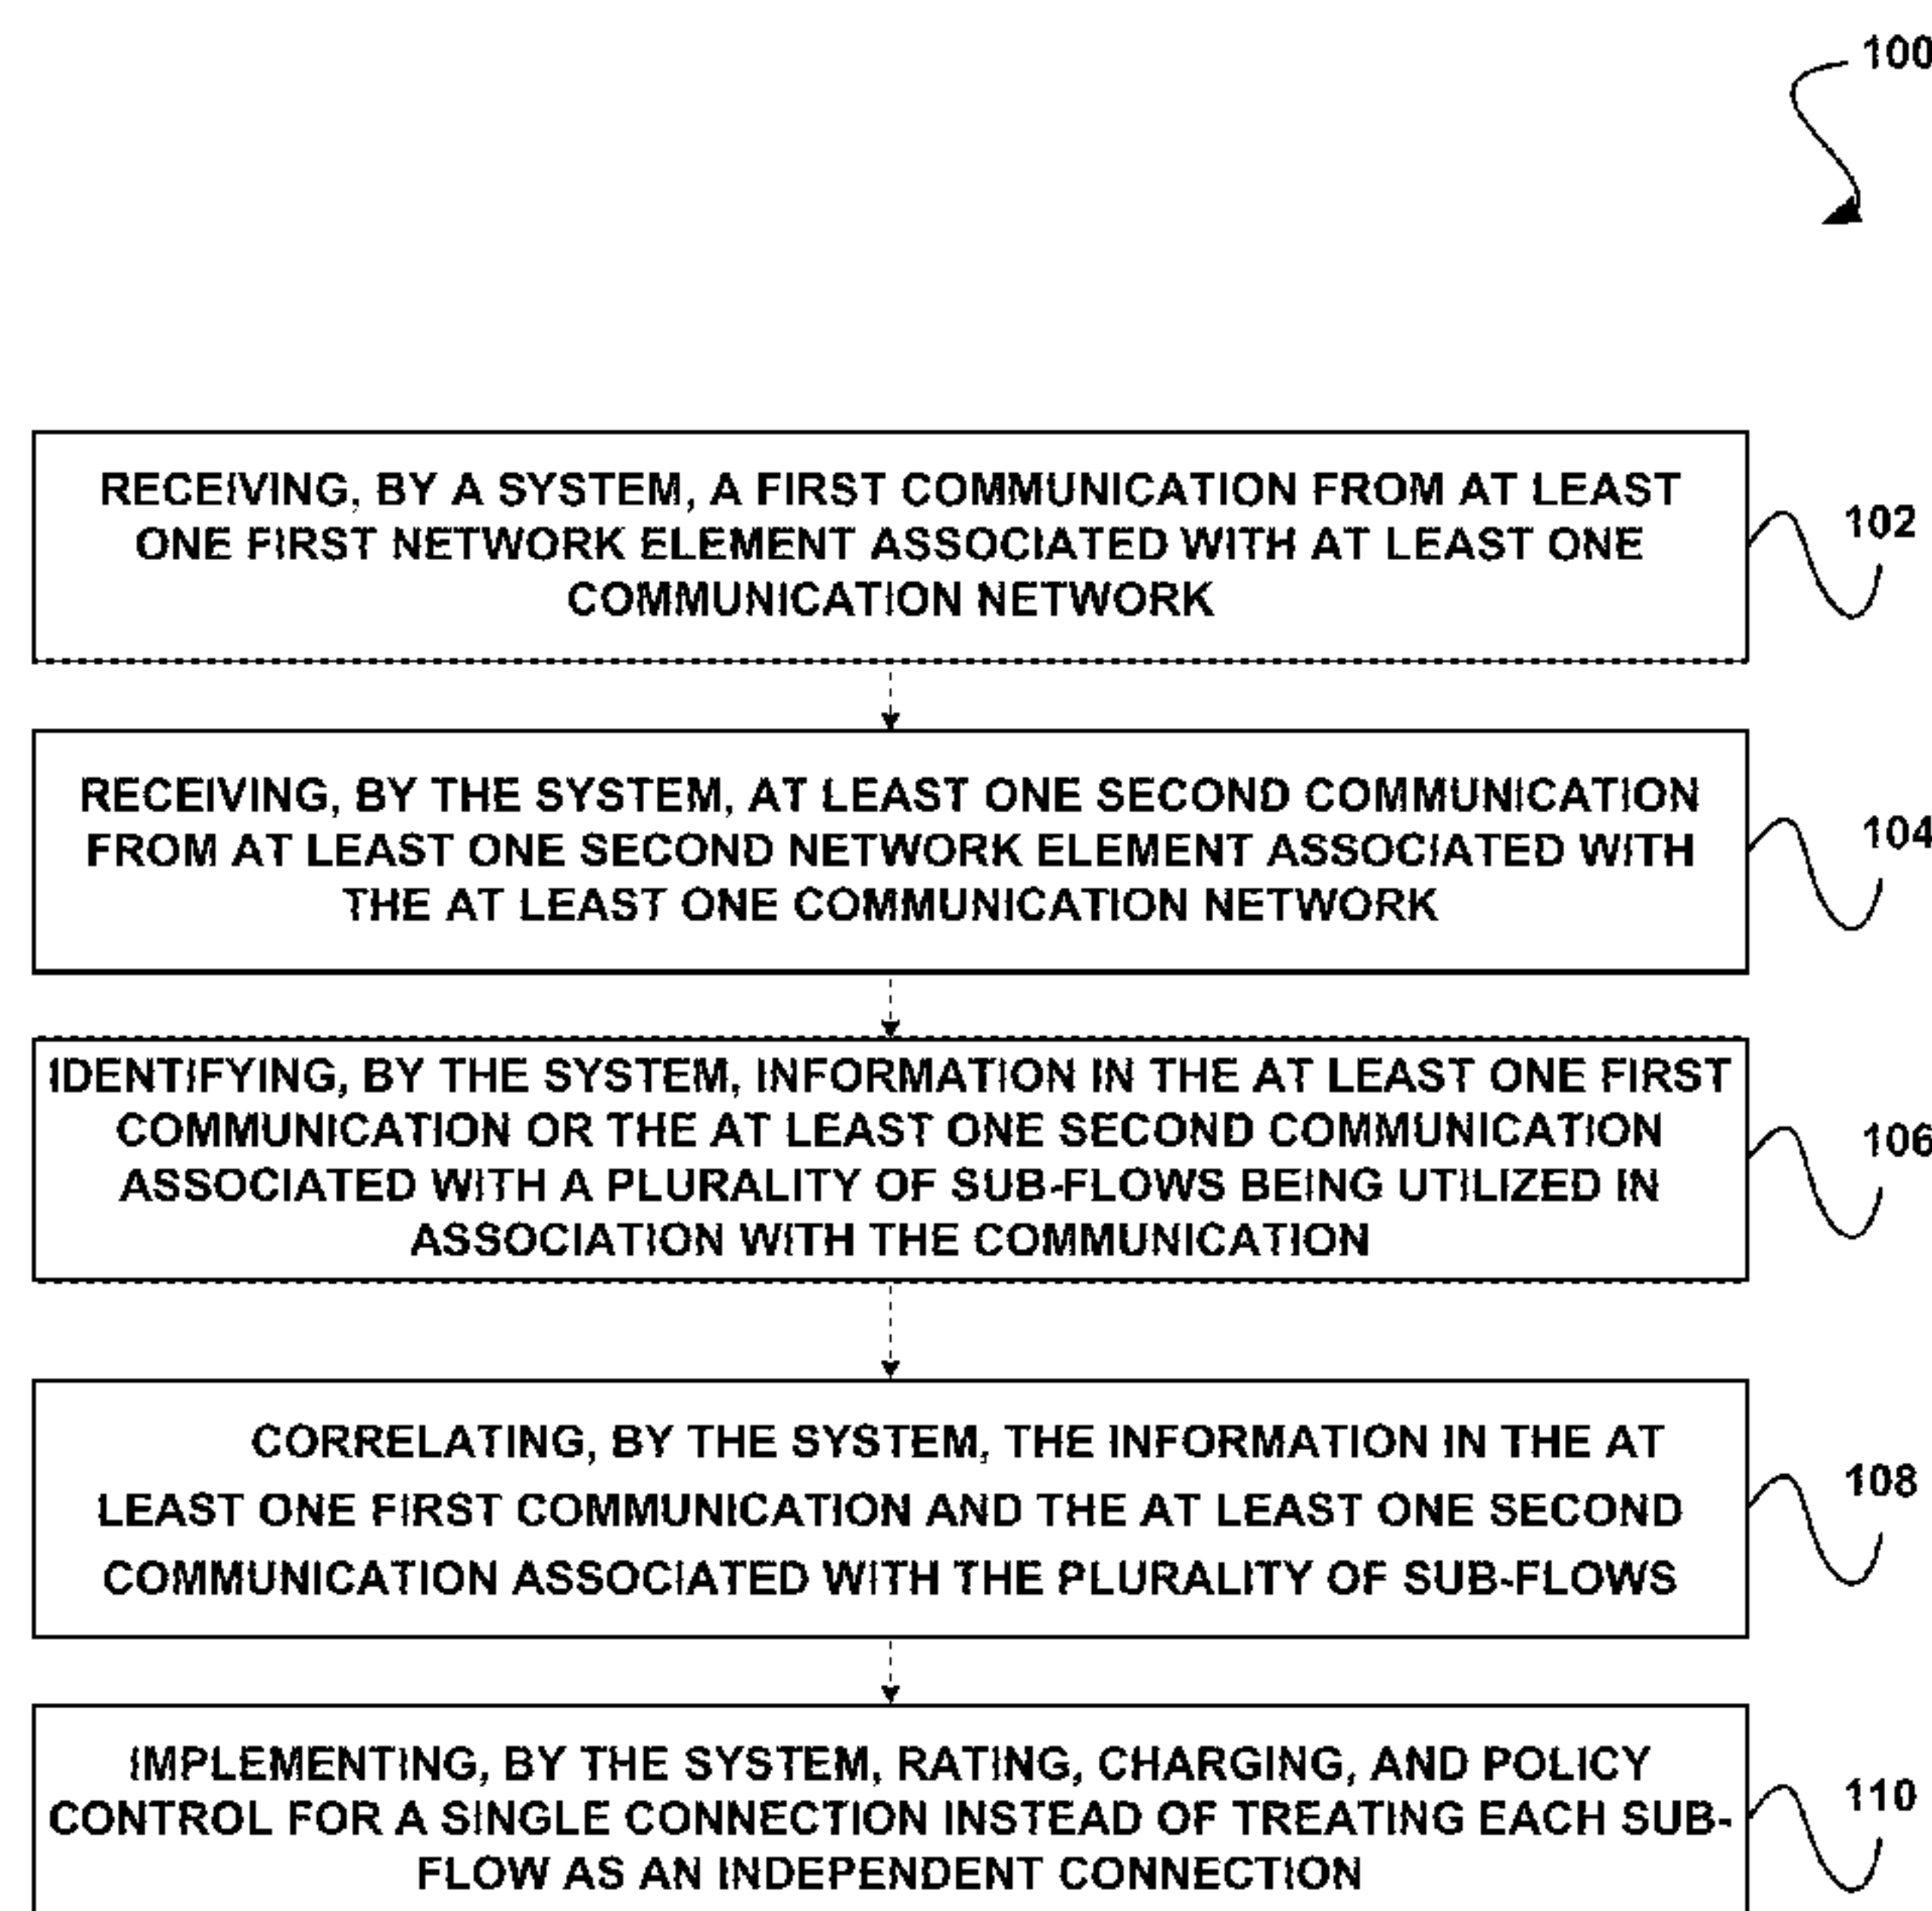 100
RECEIVING, BY A SYSTEM, A FIRST COMMUNICATION FROM AT LEAST
ONE FIRST NETWORK ELEMENT ASSOCIATED WITH AT LEAST ONE
COMMUNICATION NETWORK
102
RECEIVING, BY THE SYSTEM, AT LEAST ONE SECOND COMMUNICATION
FROM AT LEAST ONE SECOND NETWORK ELEMENT ASSOCIATED WITH
THE AT LEAST ONE COMMUNICATION NETWORK
104
IDENTIFYING, BY THE SYSTEM, INFORMATION IN THE AT LEAST ONE FIRST
COMMUNICATION OR THE AT LEAST ONE SECOND COMMUNICATION
ASSOCIATED WITH A PLURALITY OF SUB-FLOWS BEING UTILIZED IN
ASSOCIATION WITH THE COMMUNICATION
106
CORRELATING, BY THE SYSTEM, THE INFORMATION IN THE AT
LEAST ONE FIRST COMMUNICATION AND THE AT LEAST ONE SECOND
COMMUNICATION ASSOCIATED WITH THE PLURALITY OF SUB-FLOWS
108
IMPLEMENTING, BY THE SYSTEM, RATING, CHARGING, AND POLICY
CONTROL FOR A SINGLE CONNECTION INSTEAD OF TREATING EACH SUB-
FLOW AS AN INDEPENDENT CONNECTION
110